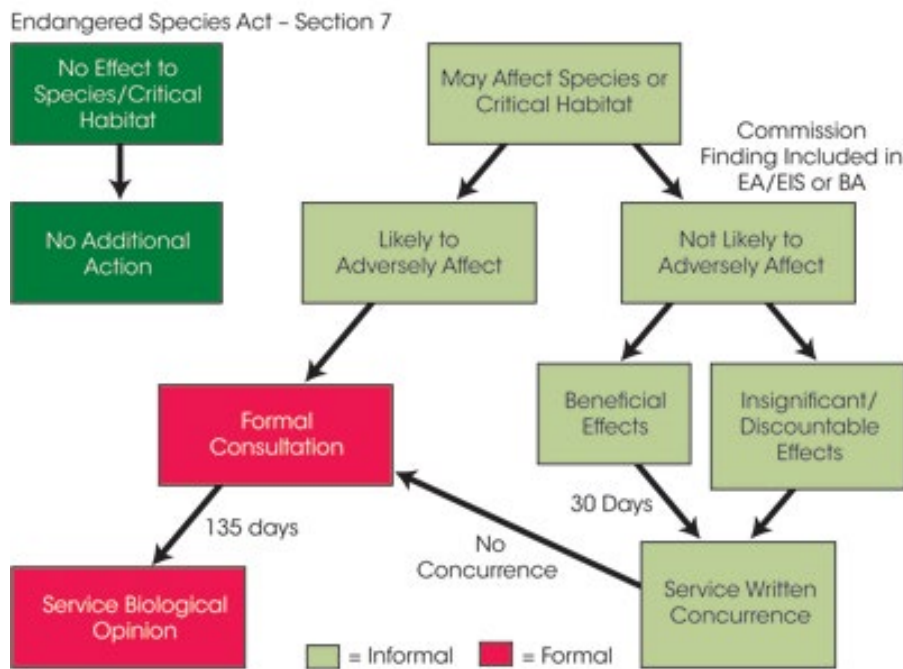 Endangered Species Act – Section 7
No Effect to
Species/Critical
Habitat
May Affect Species or
Critical Habitat
Commission
Finding Included in
EA/EIS or BA
No Additional
Action
Likely to
Adversely Affect
Not Likely to
Adversely Affect
Formal
Consultation
Beneficial
Effects
Insignificant/
Discountable
Effects
135 days
30 Days
No
Concurrence
Service Biological
Opinion
Service Written
Concurrence
= Informal
= Formal